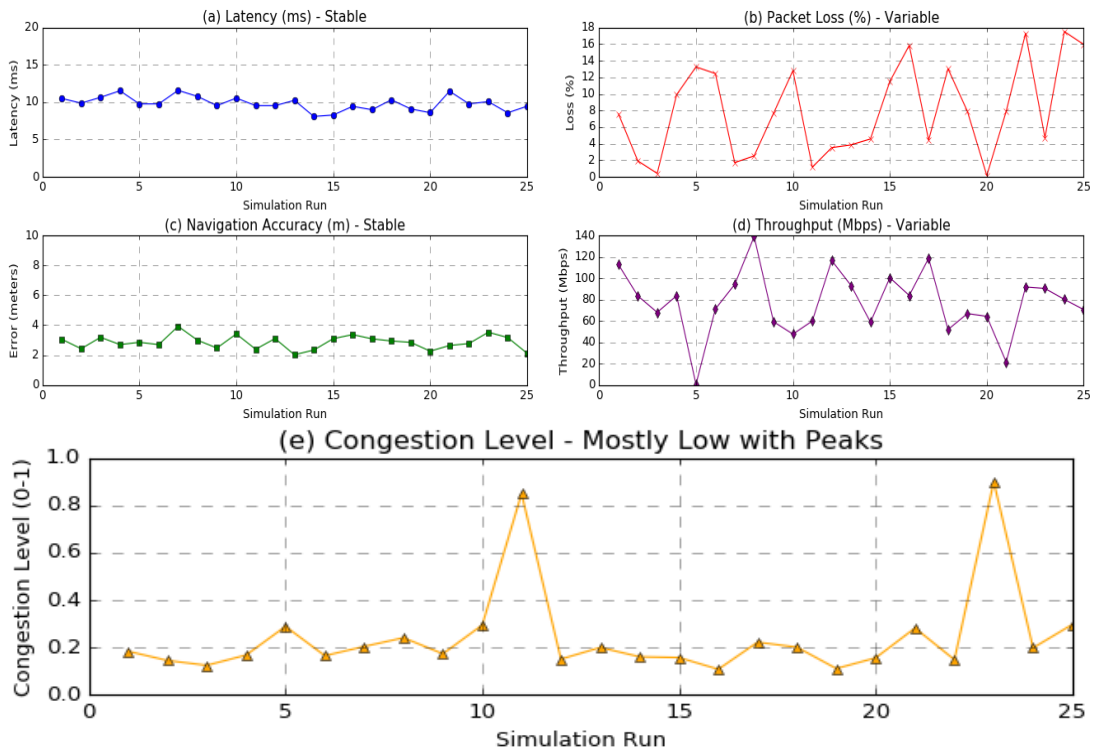 (a) Latency (ms) - Stable
20
15
10
5
0
Latency (ms)
0 5 10 15 20 25
Simulation Run
(b) Packet Loss (%) - Variable
18
16
14
12
10
8
6
4
2
0
Loss (%)
0 5 10 15 20 25
Simulation Run
(c) Navigation Accuracy (m) - Stable
10
8
6
4
2
0
Error (meters)
0 5 10 15 20 25
Simulation Run
(d) Throughput (Mbps) - Variable
140
120
100
80
60
40
20
0
Throughput (Mbps)
0 5 10 15 20 25
Simulation Run
(e) Congestion Level - Mostly Low with Peaks
1.0
0.8
0.6
0.4
0.2
0.0
Congestion Level (0-1)
0 5 10 15 20 25
Simulation Run